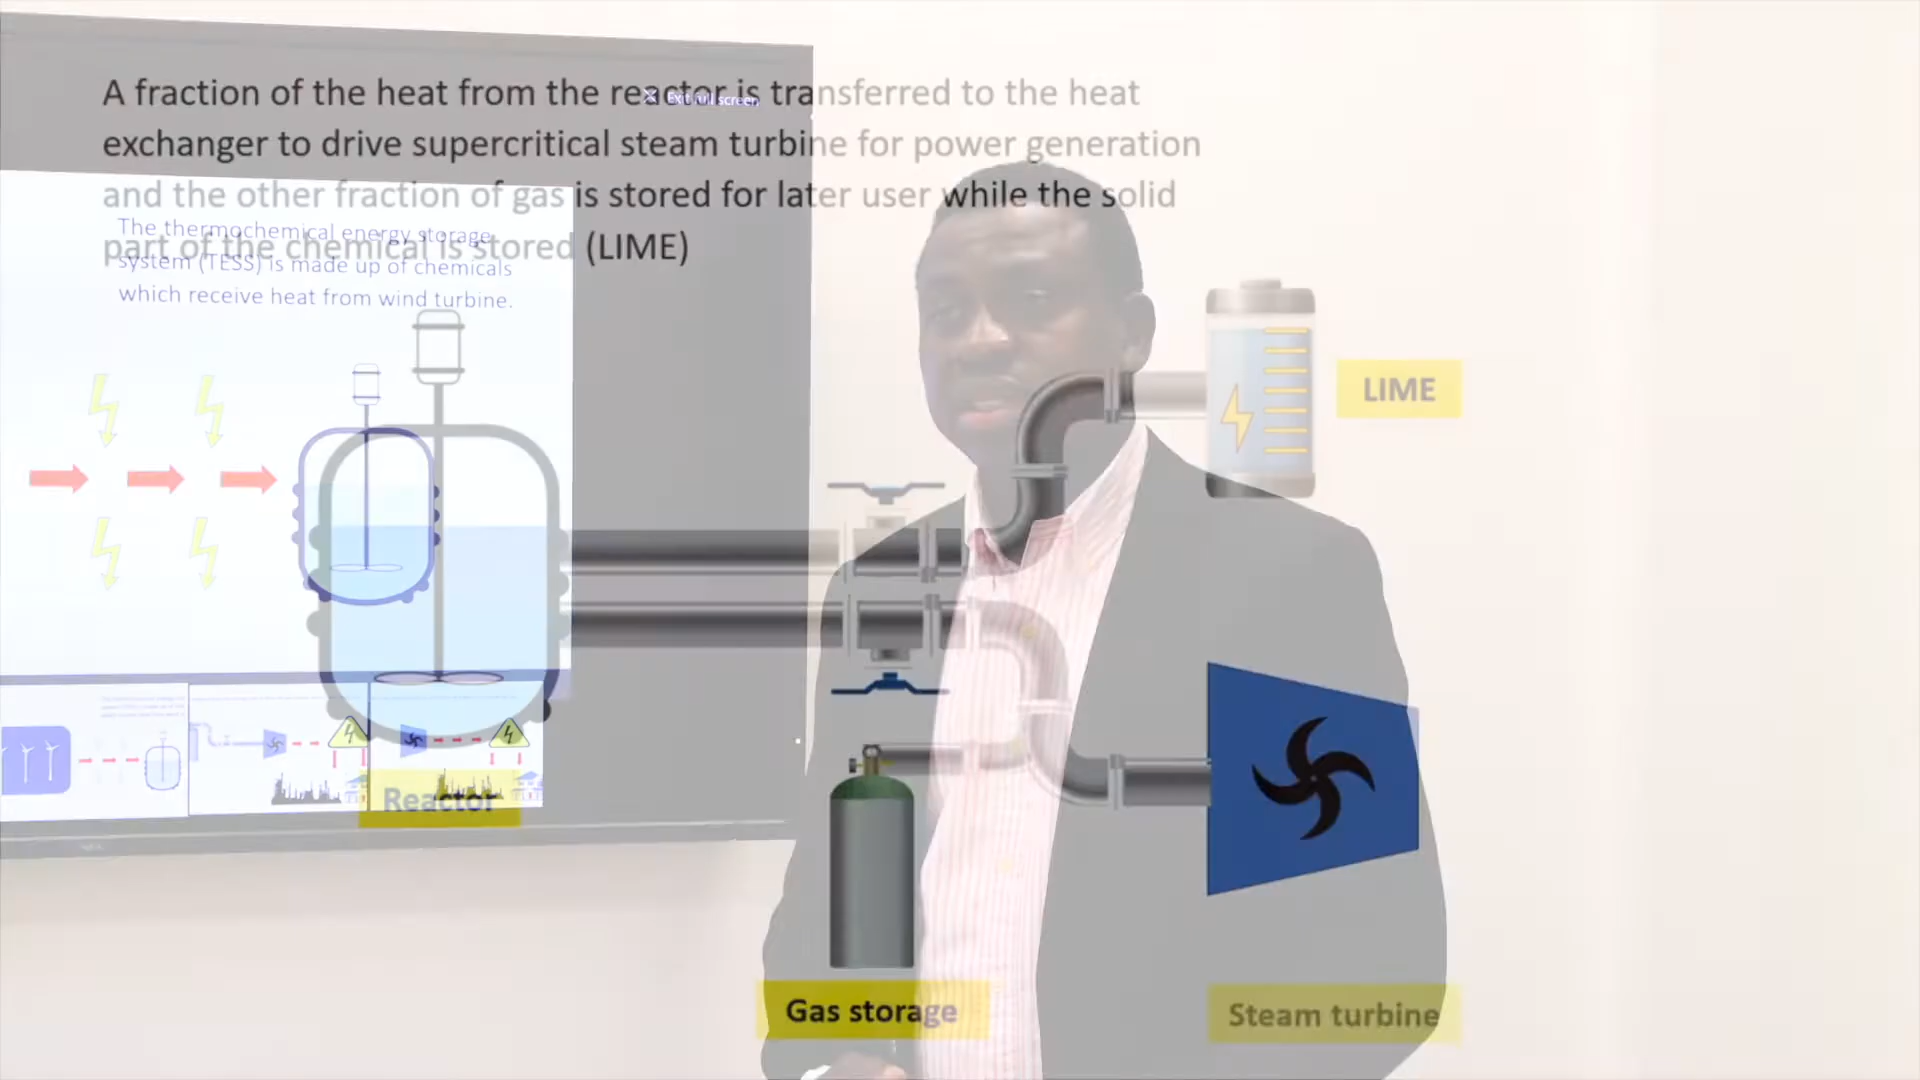 A fraction of the heat from the reactor is transferred to the heat
exchanger to drive supercritical steam turbine for power generation
and the other fraction of gas is stored for later user while the solid
part of the chemical is stored (LIME)
Exit full screen
The thermochemical energy storage
system (TESS) is made up of chemicals
which receive heat from wind turbine.
LIME
Reactor
Gas storage
Steam turbine